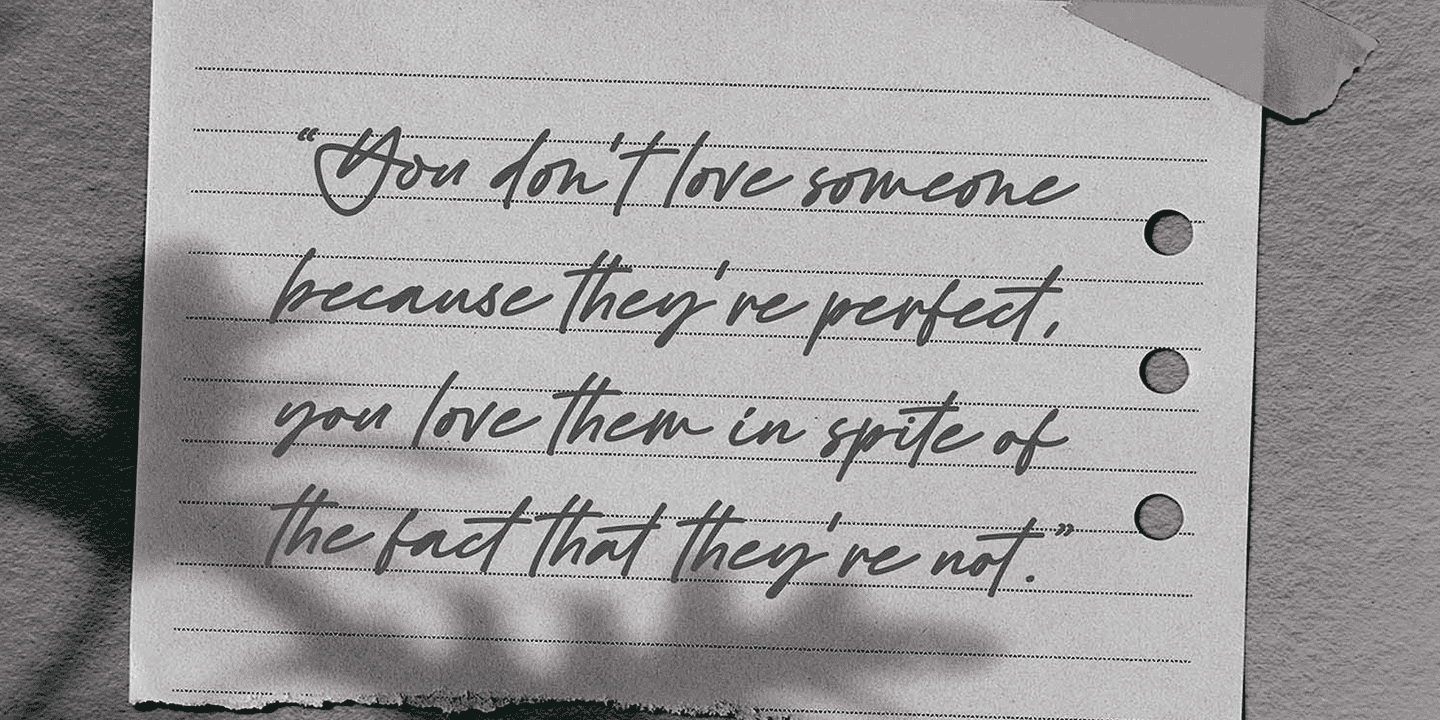 “You don't love someone
because they're perfect,
you love them in spite of
the fact that they're not.”